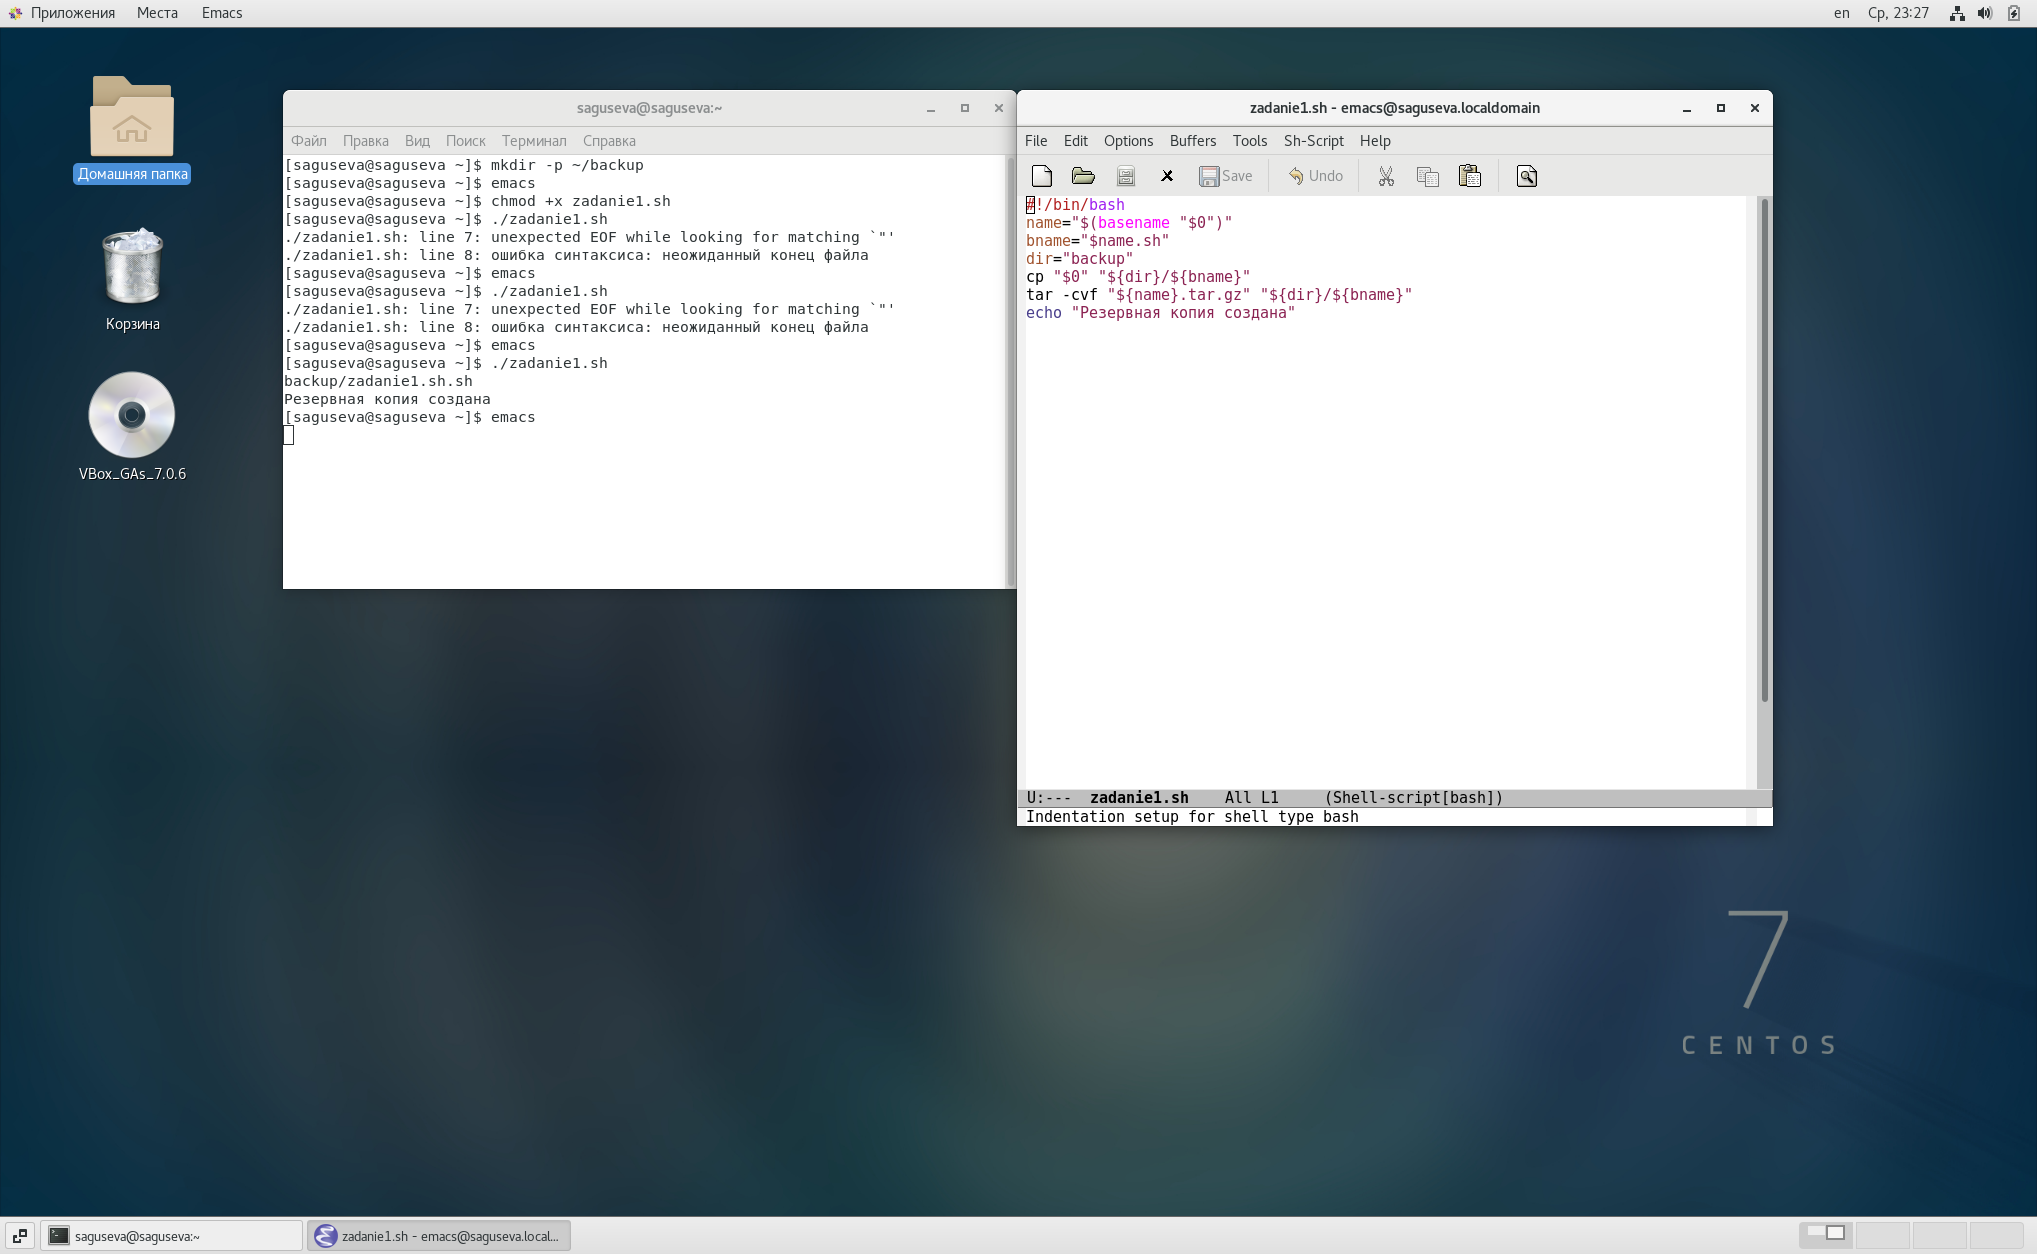 Приложения Места Emacs en Ср, 23:27
Домашняя папка
Корзина
VBox_GAs_7.0.6
saguseva@saguseva:~
Файл Правка Вид Поиск Терминал Справка
[saguseva@saguseva ~]$ mkdir -p ~/backup
[saguseva@saguseva ~]$ emacs
[saguseva@saguseva ~]$ chmod +x zadanie1.sh
[saguseva@saguseva ~]$ ./zadanie1.sh
./zadanie1.sh: line 7: unexpected EOF while looking for matching `"'
./zadanie1.sh: line 8: ошибка синтаксиса: неожиданный конец файла
[saguseva@saguseva ~]$ emacs
[saguseva@saguseva ~]$ ./zadanie1.sh
./zadanie1.sh: line 7: unexpected EOF while looking for matching `"'
./zadanie1.sh: line 8: ошибка синтаксиса: неожиданный конец файла
[saguseva@saguseva ~]$ emacs
[saguseva@saguseva ~]$ ./zadanie1.sh
backup/zadanie1.sh.sh
Резервная копия создана
[saguseva@saguseva ~]$ emacs
zadanie1.sh - emacs@saguseva.localdomain
File Edit Options Buffers Tools Sh-Script Help
Save Undo
#!/bin/bash
name="$(basename "$0")"
bname="$name.sh"
dir="backup"
cp "$0" "${dir}/${bname}"
tar -cvf "${name}.tar.gz" "${dir}/${bname}"
echo "Резервная копия создана"
U:--- zadanie1.sh All L1 (Shell-script[bash])
Indentation setup for shell type bash
7
CENTOS
saguseva@saguseva:~ zadanie1.sh - emacs@saguseva.local...